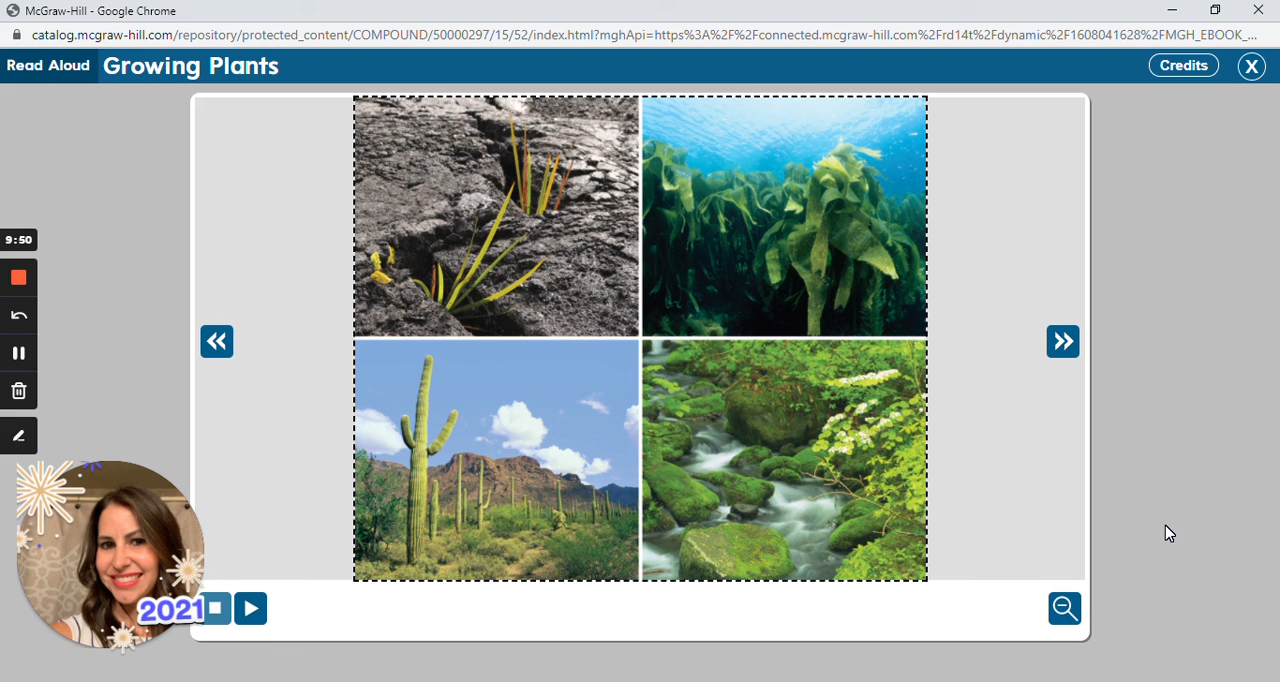 McGraw-Hill - Google Chrome
catalog.mcgraw-hill.com/repository/protected_content/COMPOUND/50000297/15/52/index.html?mghApi=https%3A%2F%2Fconnected.mcgraw-hill.com%2Frd14t%2Fdynamic%2F1608041628%2FMGH_EBOOK_...
Read Aloud Growing Plants Credits X
9:50
2021